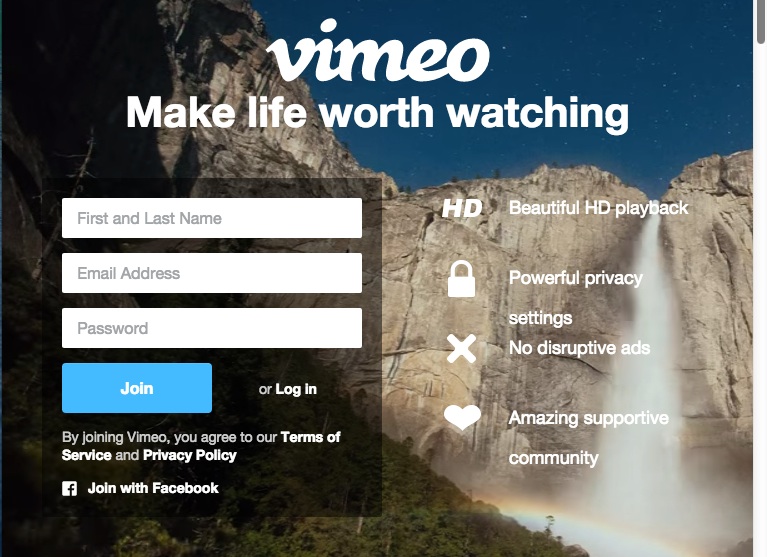 vimeo
Make life worth watching
First and Last Name
Email Address
Password
Join
or Log in
By joining Vimeo, you agree to our Terms of
Service and Privacy Policy
Join with Facebook
HD
Beautiful HD playback
Powerful privacy
settings
No disruptive ads
Amazing supportive
community